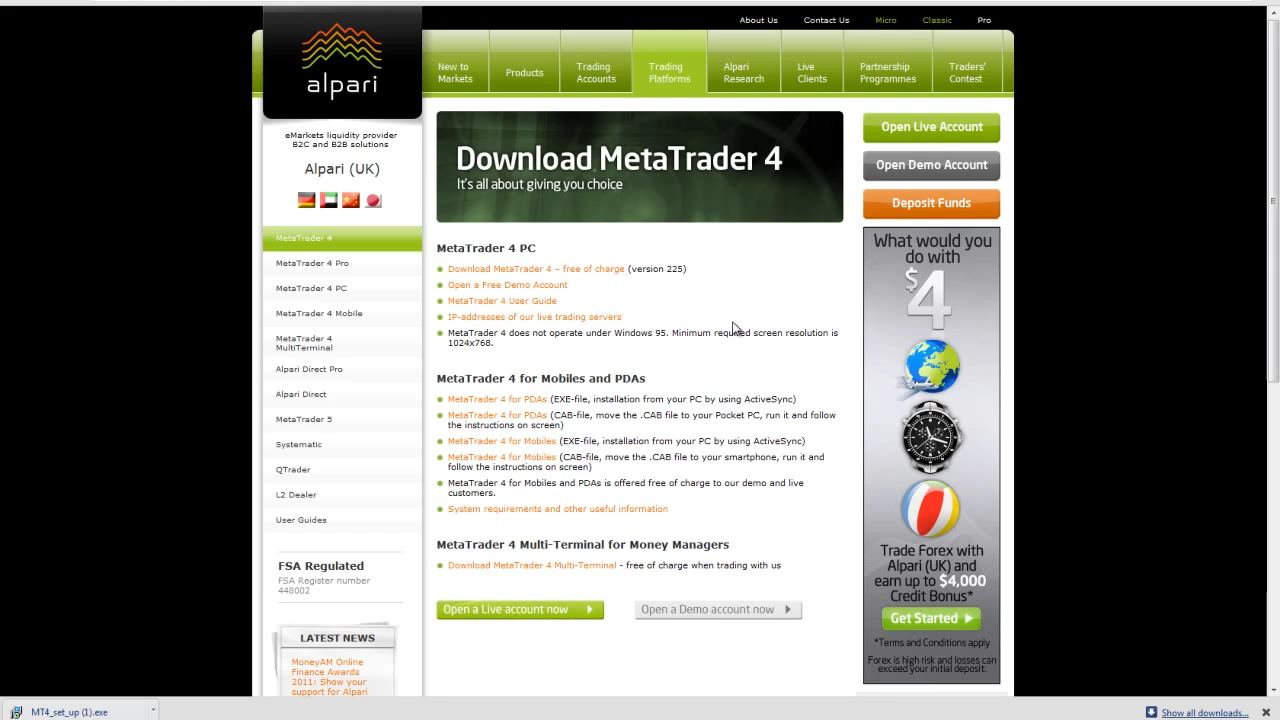 About Us
Contact Us
Micro
Classic
Pro
alpari
New to
Markets
Products
Trading
Accounts
Trading
Platforms
Alpari
Research
Live
Clients
Partnership
Programmes
Traders'
Contest
eMarkets liquidity provider
B2C and B2B solutions
Alpari (UK)
MetaTrader 4
MetaTrader 4 Pro
MetaTrader 4 PC
MetaTrader 4 Mobile
MetaTrader 4
MultiTerminal
Alpari Direct Pro
Alpari Direct
MetaTrader 5
Systematic
QTrader
L2 Dealer
User Guides
FSA Regulated
FSA Register number
448002
LATEST NEWS
MoneyAM Online
Finance Awards
2011: Show your
support for Alpari
Download MetaTrader 4
It's all about giving you choice
MetaTrader 4 PC
Download MetaTrader 4 – free of charge (version 225)
Open a Free Demo Account
MetaTrader 4 User Guide
IP-addresses of our live trading servers
MetaTrader 4 does not operate under Windows 95. Minimum required screen resolution is
1024x768.
MetaTrader 4 for Mobiles and PDAs
MetaTrader 4 for PDAs (EXE-file, installation from your PC by using ActiveSync)
MetaTrader 4 for PDAs (CAB-file, move the .CAB file to your Pocket PC, run it and follow
the instructions on screen)
MetaTrader 4 for Mobiles (EXE-file, installation from your PC by using ActiveSync)
MetaTrader 4 for Mobiles (CAB-file, move the .CAB file to your smartphone, run it and
follow the instructions on screen)
MetaTrader 4 for Mobiles and PDAs is offered free of charge to our demo and live
customers.
System requirements and other useful information
MetaTrader 4 Multi-Terminal for Money Managers
Download MetaTrader 4 Multi-Terminal - free of charge when trading with us
Open a Live account now
Open a Demo account now
Open Live Account
Open Demo Account
Deposit Funds
What would you
do with
$4
Trade Forex with
Alpari (UK) and
earn up to $4,000
Credit Bonus*
Get Started
*Terms and Conditions apply
Forex is high risk and losses can
exceed your initial deposit.
MT4_set_up (1).exe
Show all downloads...